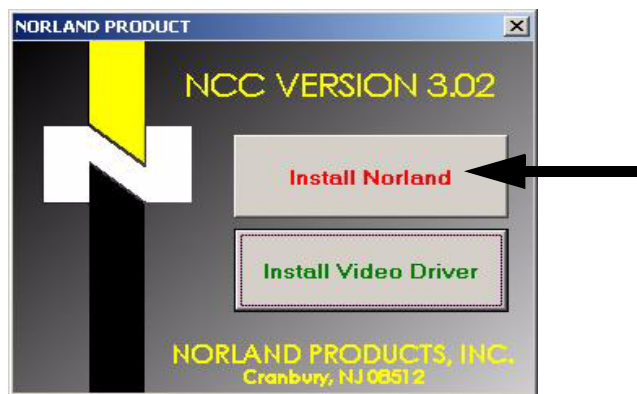 NORLAND PRODUCT
NCC VERSION 3.02
Install Norland
Install Video Driver
NORLAND PRODUCTS, INC.
Cranbury, NJ 08512